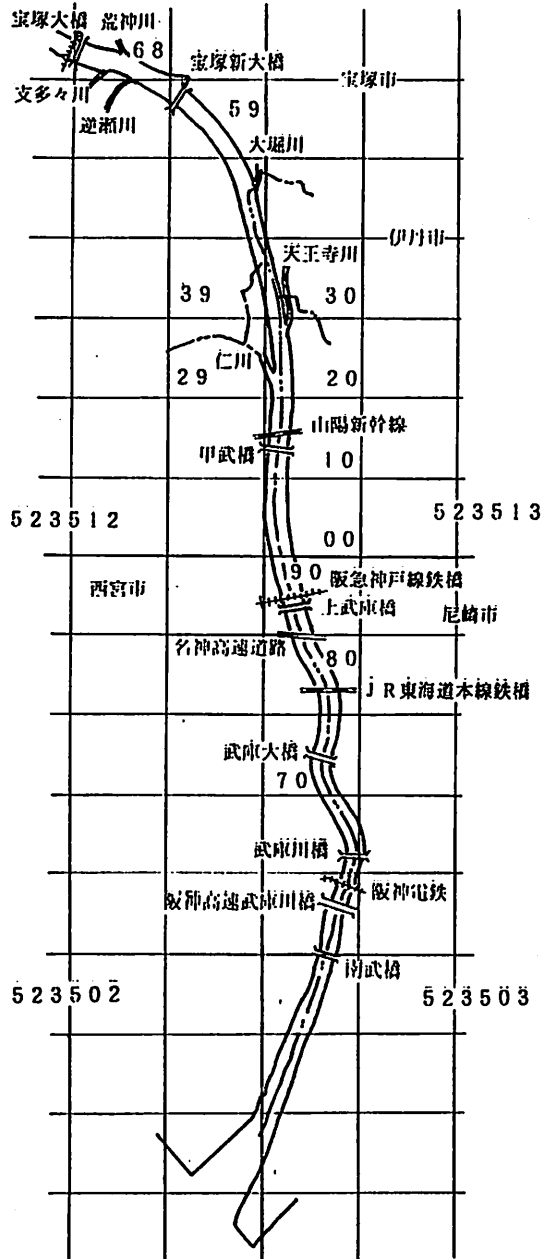 宝塚大橋 荒神川
68 宝塚新大橋
宝塚市
支多々川
59
逆瀬川
大堀川
伊丹市
天王寺川
39 30
仁川
29 20
山陽新幹線
甲武橋
10
523512 523513
00
90 阪急神戸線鉄橋
西宮市
上武庫橋 尼崎市
名神高速道路
80
JR東海道本線鉄橋
武庫大橋
70
武庫川橋
阪神電鉄
阪神高速武庫川橋
南武橋
523502 523503